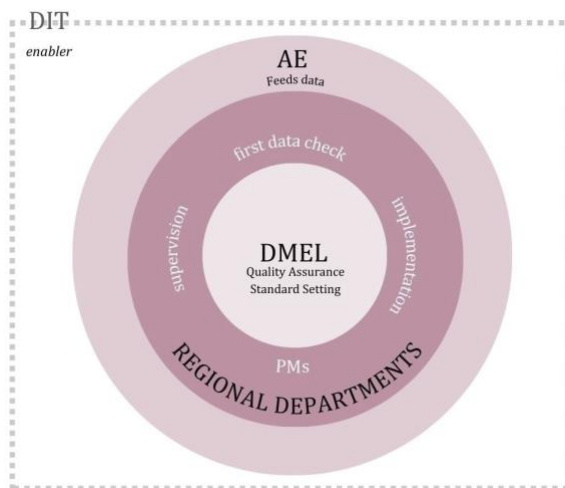 DIT
enabler
AE
Feeds data
first data check
supervision
implementation
DMEL
Quality Assurance
Standard Setting
PMs
REGIONAL DEPARTMENTS